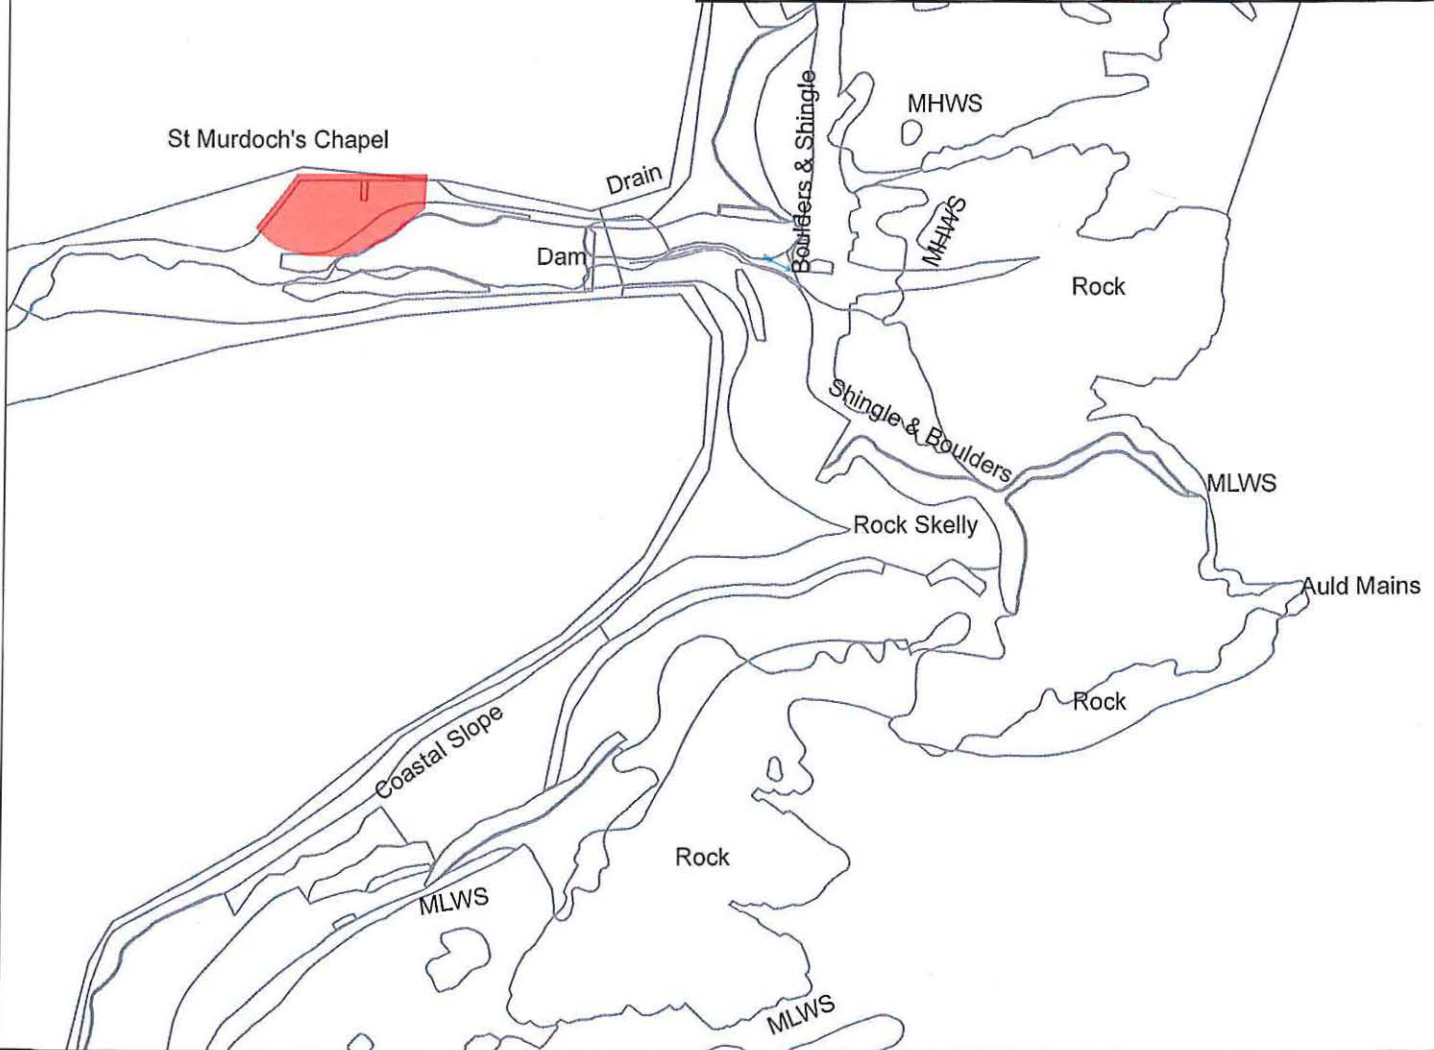 MHWS
St Murdoch's Chapel
Boulders & Shingle
Drain
MHWS
Dam
Rock
Shingle & Boulders
MLWS
Rock Skelly
Auld Mains
Rock
Coastal Slope
Rock
MLWS
MLWS